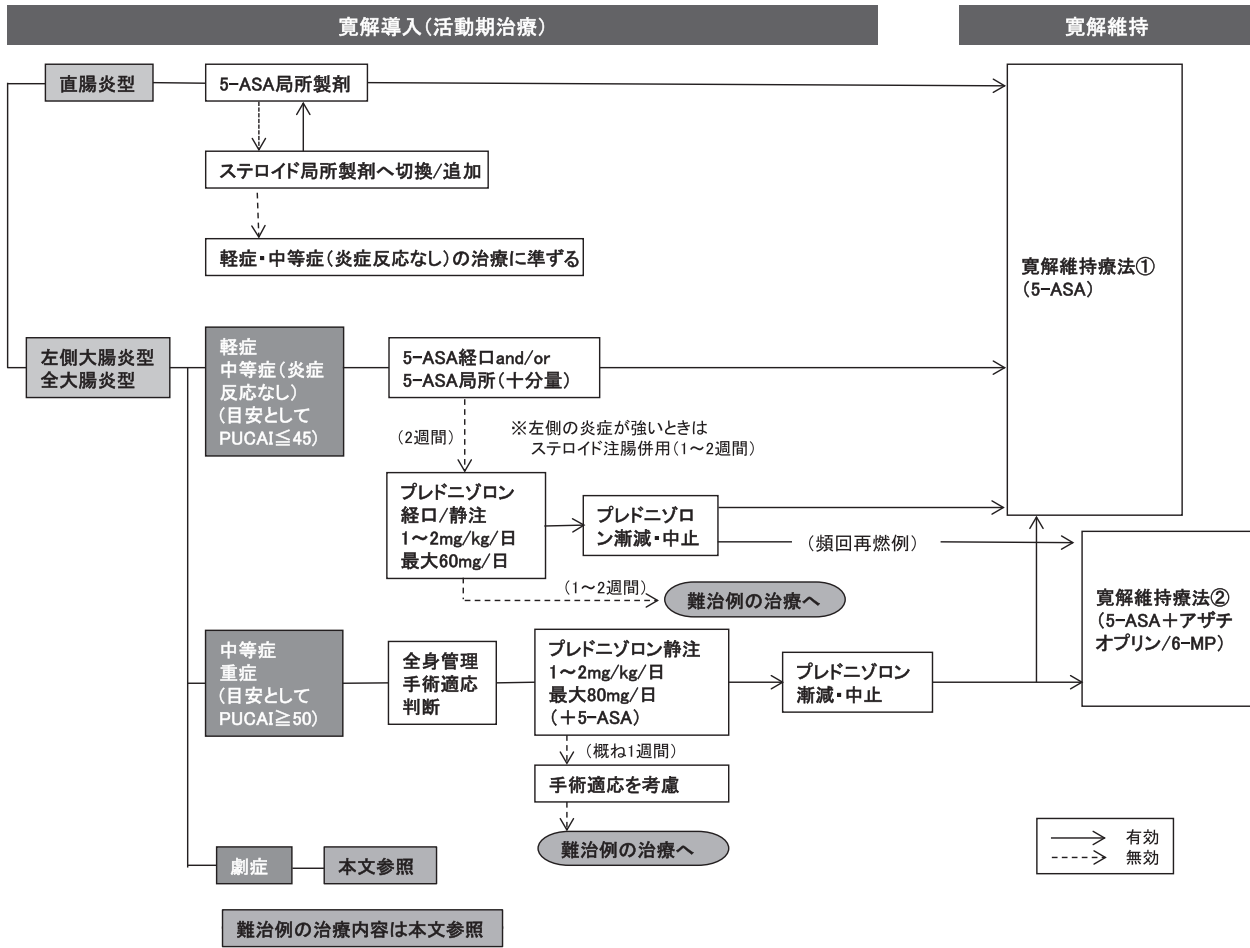 寛解導入(活動期治療)
寛解維持
直腸炎型
5-ASA局所製剤
ステロイド局所製剤へ切換/追加
軽症・中等症(炎症反応なし)の治療に準ずる
寛解維持療法①
(5-ASA)
左側大腸炎型
全大腸炎型
軽症
中等症(炎症
反応なし)
(目安として
PUCAI≦45)
5-ASA経口and/or
5-ASA局所(十分量)
(2週間)
※左側の炎症が強いときは
ステロイド注腸併用(1〜2週間)
プレドニゾロン
経口/静注
1〜2mg/kg/日
最大60mg/日
プレドニゾロ
ン漸減・中止
(頻回再燃例)
(1〜2週間)
難治例の治療へ
寛解維持療法②
(5-ASA+アザチ
オプリン/6-MP)
中等症
重症
(目安として
PUCAI≧50)
全身管理
手術適応
判断
プレドニゾロン静注
1〜2mg/kg/日
最大80mg/日
(+5-ASA)
プレドニゾロン
漸減・中止
(概ね1週間)
手術適応を考慮
難治例の治療へ
劇症
本文参照
有効
無効
難治例の治療内容は本文参照